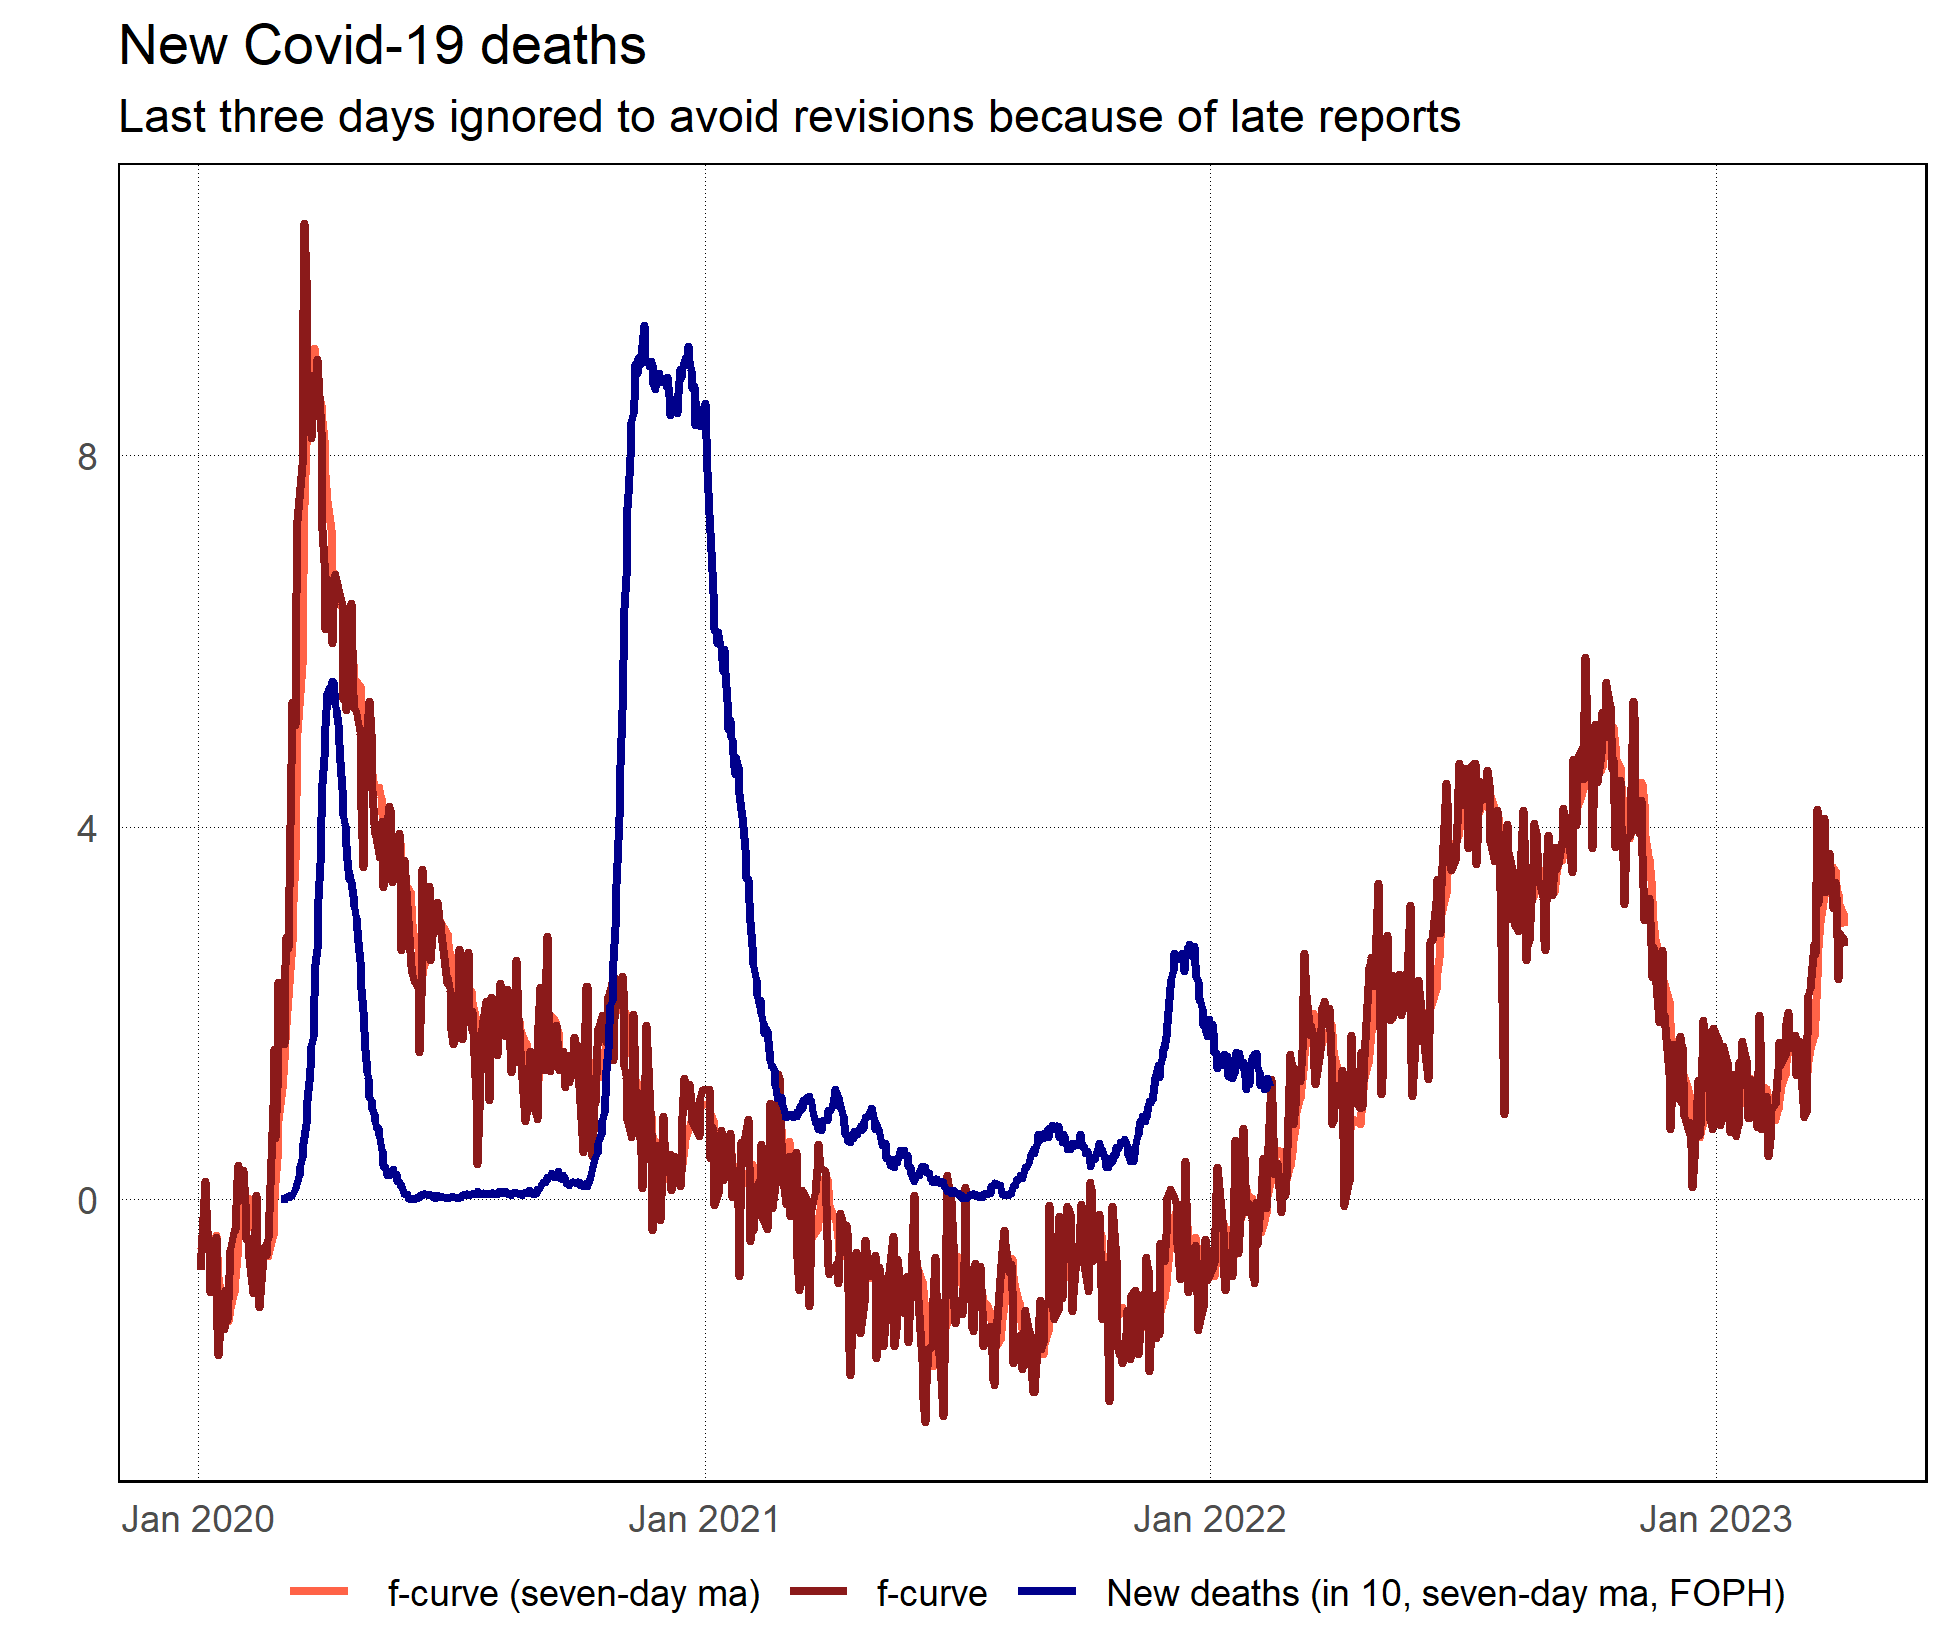 New Covid-19 deaths
Last three days ignored to avoid revisions because of late reports
8
4
0
Jan 2020 Jan 2021 Jan 2022 Jan 2023
f-curve (seven-day ma) f-curve New deaths (in 10, seven-day ma, FOPH)